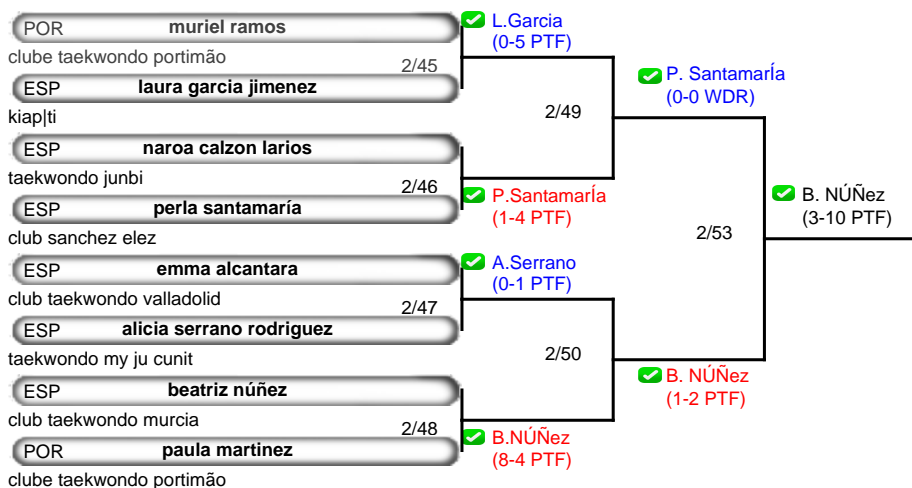 POR muriel ramos
clube taekwondo portimão
2/45
ESP laura garcia jimenez
kiap|ti
L.Garcia
(0-5 PTF)
2/49
ESP naroa calzon larios
taekwondo junbi
2/46
ESP perla santamaría
club sanchez elez
P.Santamaría
(1-4 PTF)
P. Santamaría
(0-0 WDR)
2/53
ESP emma alcantara
club taekwondo valladolid
2/47
ESP alicia serrano rodriguez
taekwondo my ju cunit
A.Serrano
(0-1 PTF)
2/50
ESP beatriz núñez
club taekwondo murcia
2/48
POR paula martinez
clube taekwondo portimão
B.NÚÑez
(8-4 PTF)
B. NÚÑez
(1-2 PTF)
B. NÚÑez
(3-10 PTF)